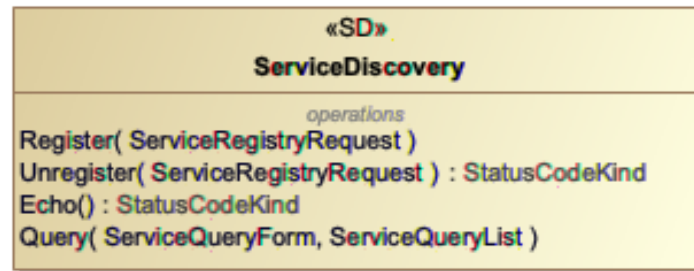 «SD»
ServiceDiscovery
operations
Register( ServiceRegistryRequest )
Unregister( ServiceRegistryRequest ) : StatusCodeKind
Echo() : StatusCodeKind
Query( ServiceQueryForm, ServiceQueryList )